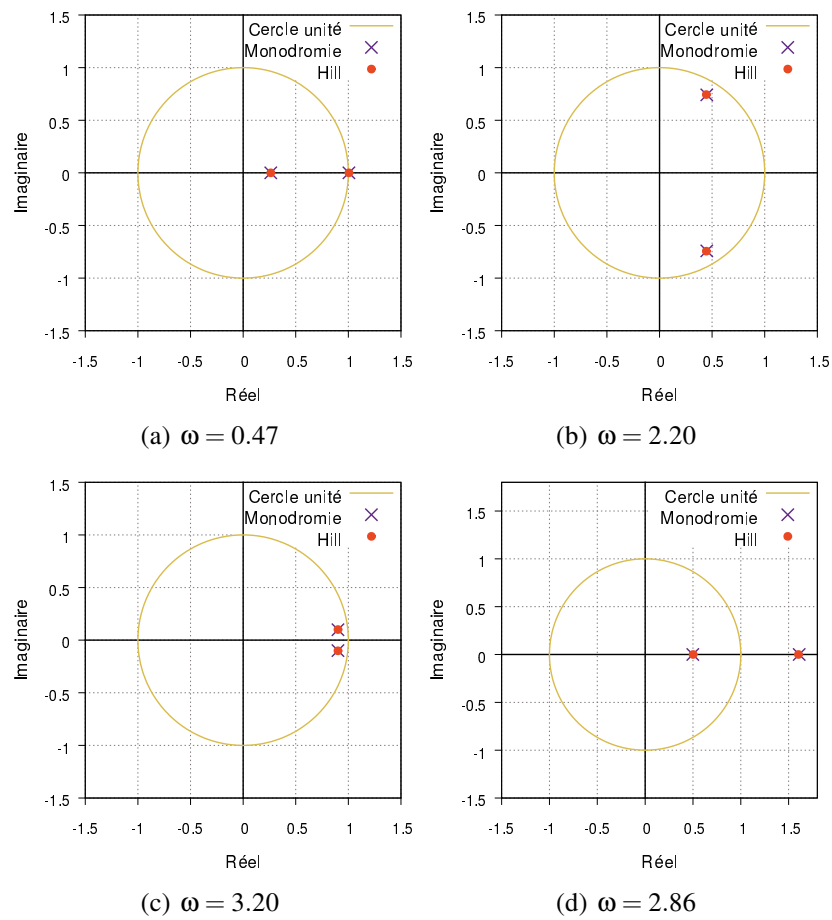 Cercle unité
Monodromie
Hill
1.5
1
0.5
0
-0.5
-1
-1.5
-1.5
-1
-0.5
0
0.5
1
1.5
Imaginaire
Réel
(a) ω = 0.47
Cercle unité
Monodromie
Hill
1.5
1
0.5
0
-0.5
-1
-1.5
-1.5
-1
-0.5
0
0.5
1
1.5
Imaginaire
Réel
(b) ω = 2.20
Cercle unité
Monodromie
Hill
1.5
1
0.5
0
-0.5
-1
-1.5
-1.5
-1
-0.5
0
0.5
1
1.5
Imaginaire
Réel
(c) ω = 3.20
Cercle unité
Monodromie
Hill
1.5
1
0.5
0
-0.5
-1
-1.5
-1.5
-1
-0.5
0
0.5
1
1.5
Imaginaire
Réel
(d) ω = 2.86